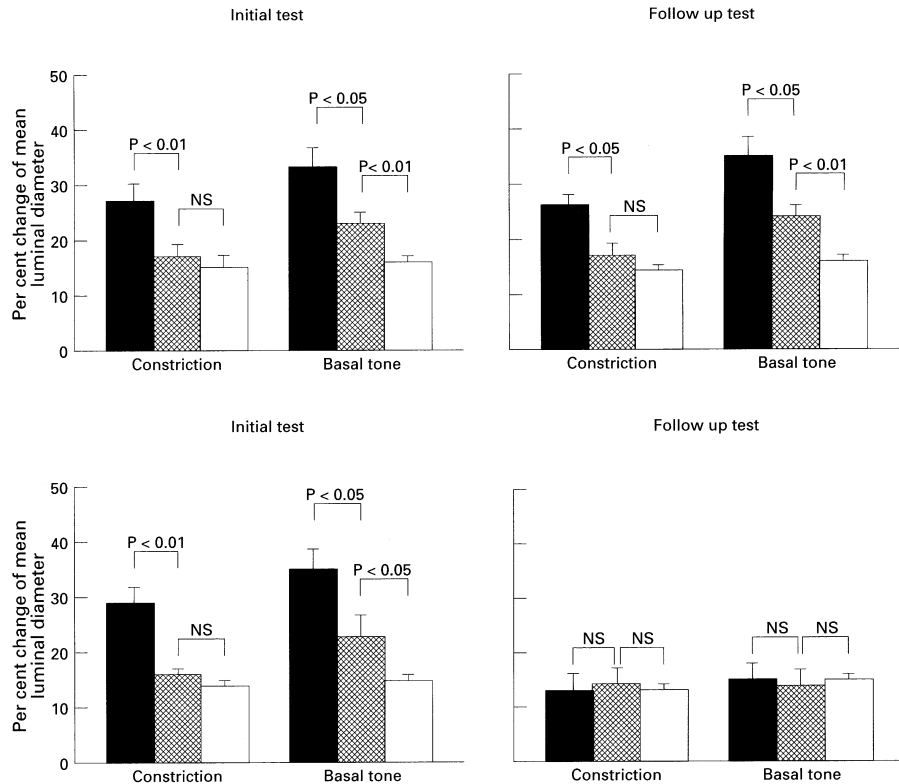 Initial test
Follow up test
Per cent change of mean
luminal diameter
50
40
30
20
10
0
P < 0.01
NS
P < 0.05
P < 0.01
Constriction
Basal tone
P < 0.05
NS
P < 0.05
P < 0.01
Constriction
Basal tone
Initial test
Follow up test
Per cent change of mean
luminal diameter
50
40
30
20
10
0
P < 0.01
NS
P < 0.05
P < 0.05
Constriction
Basal tone
NS
NS
NS
NS
Constriction
Basal tone